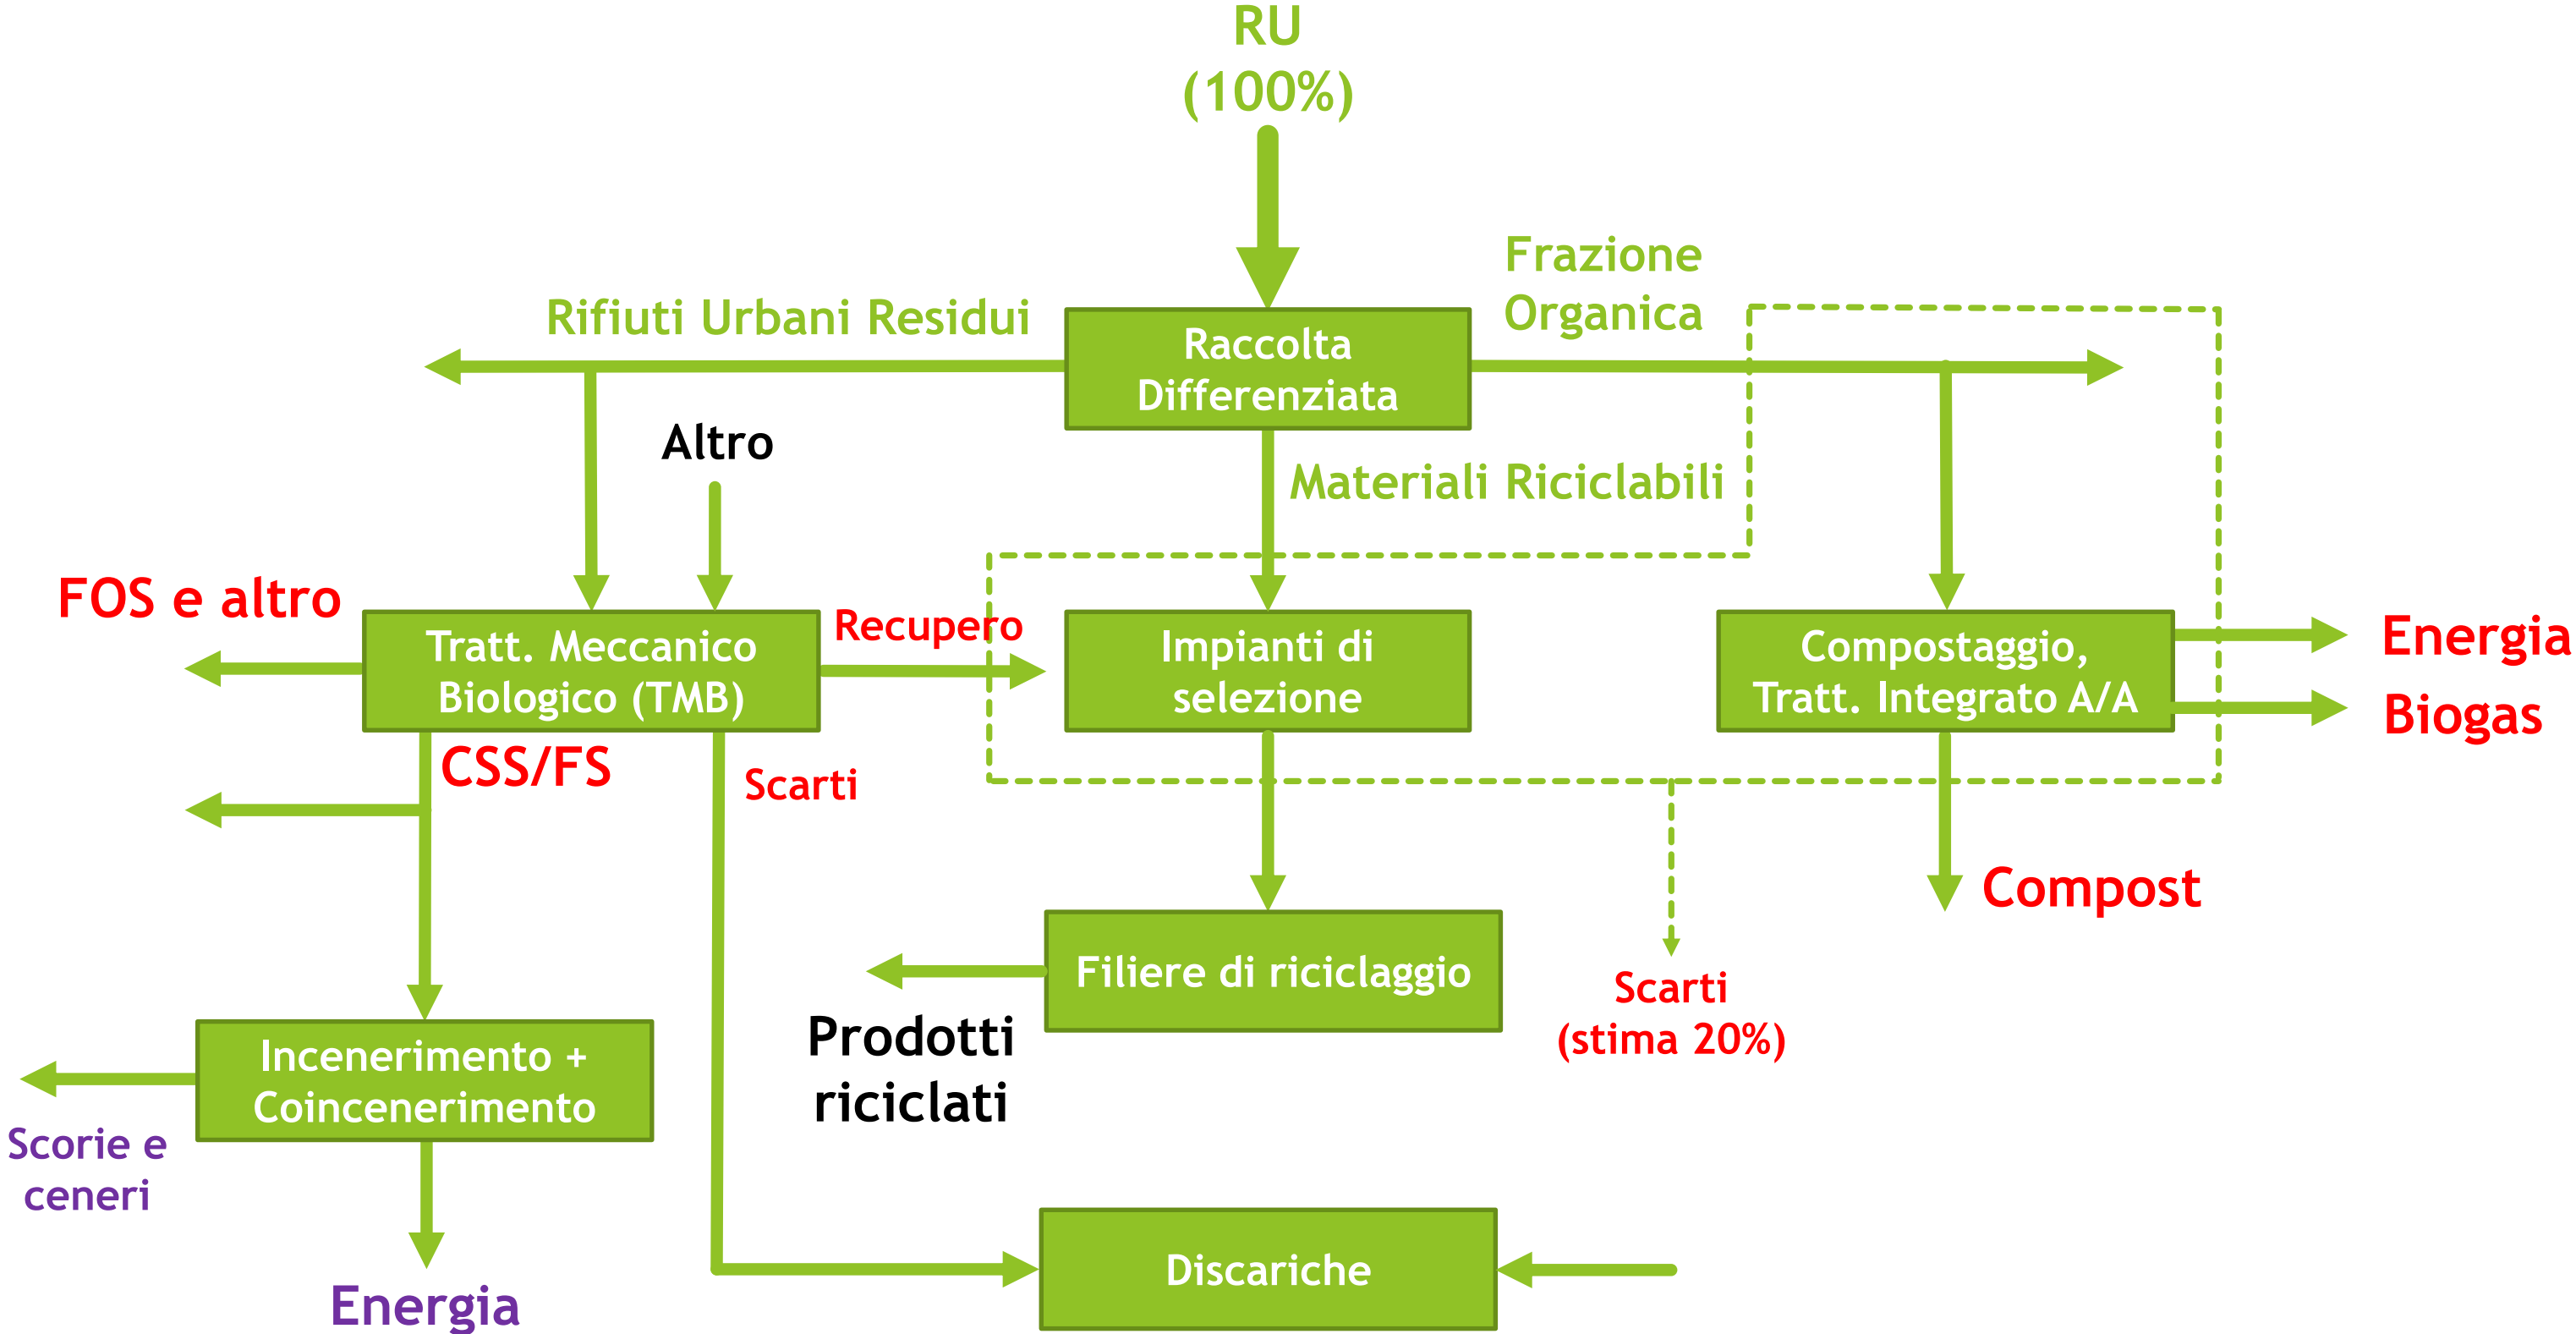 RU
(100%)
Frazione
Organica
Rifiuti Urbani Residui
Raccolta
Differenziata
Altro
Materiali Riciclabili
FOS e altro
Recupero
Tratt. Meccanico
Biologico (TMB)
Impianti di
selezione
Compostaggio,
Tratt. Integrato A/A
Energia
Biogas
CSS/FS
Scarti
Compost
Filiere di riciclaggio
Scarti
(stima 20%)
Prodotti
riciclati
Incenerimento +
Coincenerimento
Scorie e
ceneri
Discariche
Energia